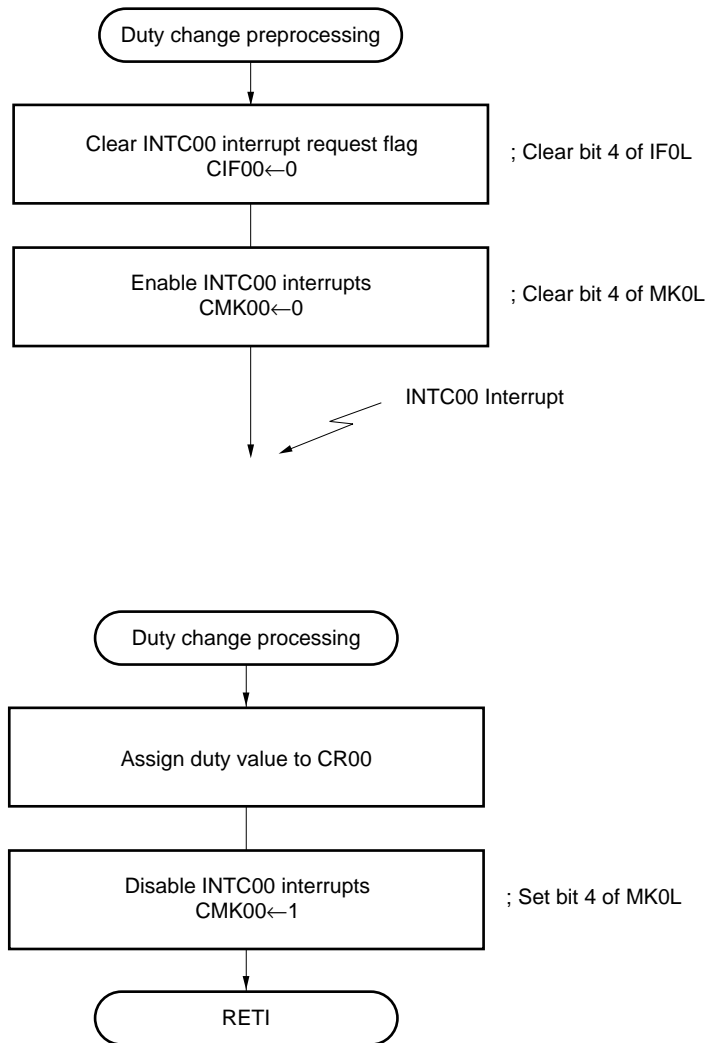 Duty change preprocessing
Clear INTC00 interrupt request flag
CIF00←0
; Clear bit 4 of IF0L
Enable INTC00 interrupts
CMK00←0
; Clear bit 4 of MK0L
INTC00 Interrupt
Duty change processing
Assign duty value to CR00
Disable INTC00 interrupts
CMK00←1
; Set bit 4 of MK0L
RETI